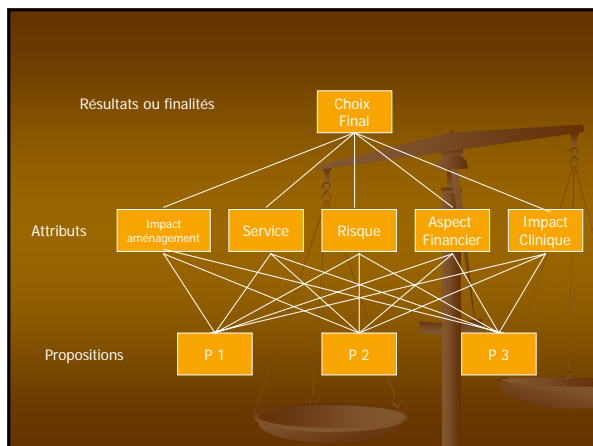 Résultats ou finalités
Choix
Final
Attributs
Impact
aménagement
Service
Risque
Aspect
Financier
Impact
Clinique
Propositions
P 1
P 2
P 3